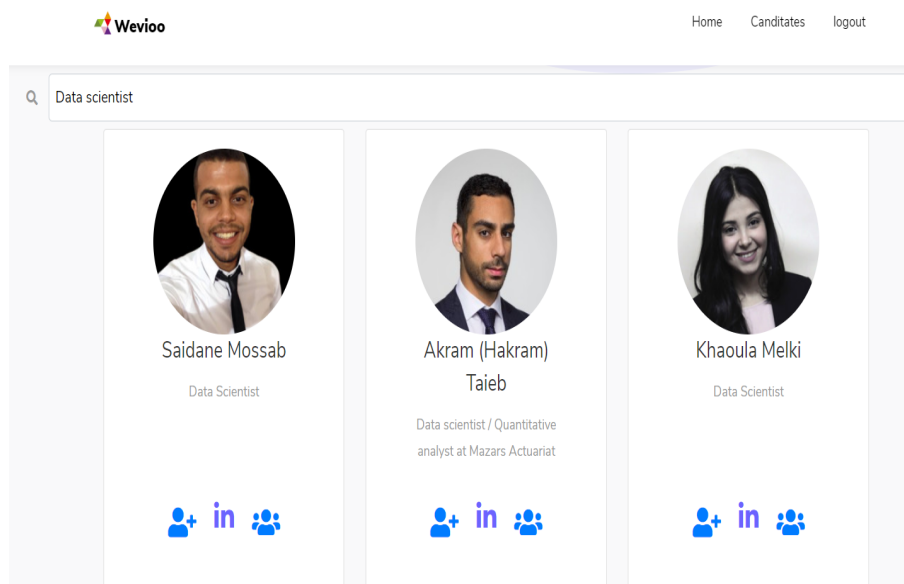 Wevioo
Home Canditates logout
Data scientist
Saidane Mossab
Data Scientist
Akram (Hakram)
Taieb
Data scientist / Quantitative
analyst at Mazars Actuariat
Khaoula Melki
Data Scientist
in in in